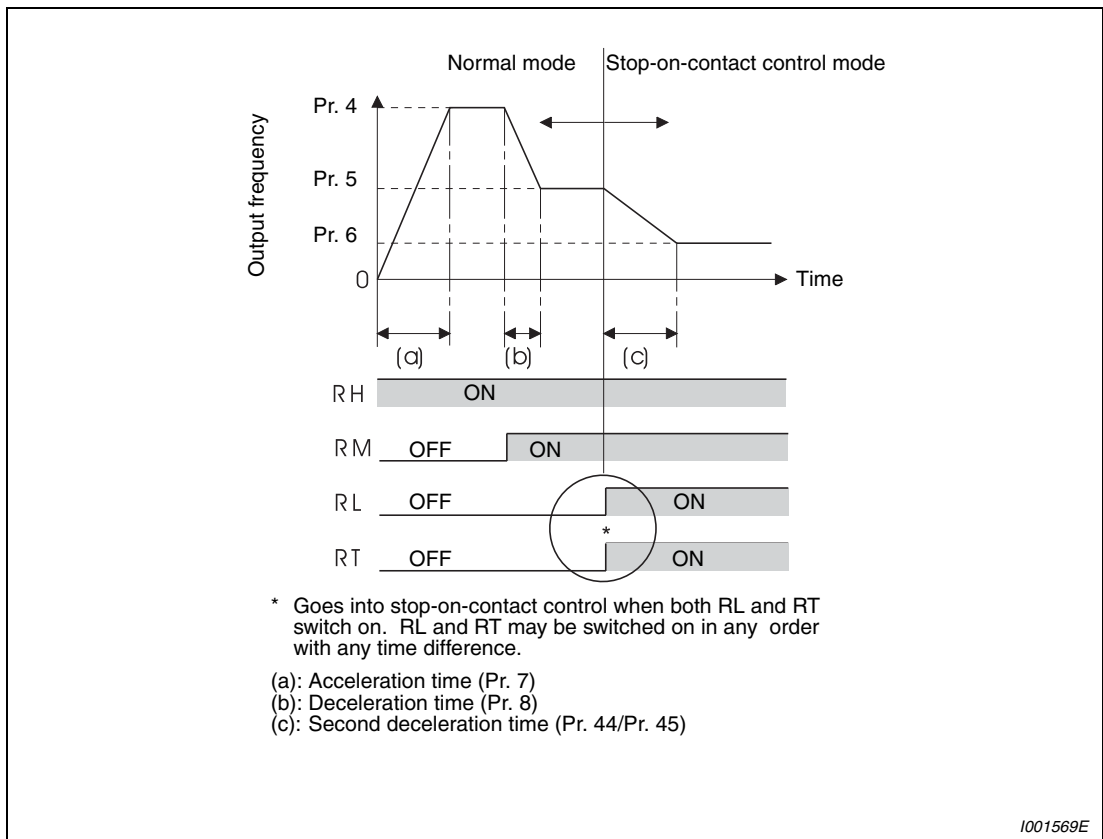 Normal mode
Stop-on-contact control mode
Output frequency
Pr. 4
Pr. 5
Pr. 6
0
Time
(a)
(b)
(c)
RH ON
RM OFF ON
RL OFF ON
*
RT OFF ON
* Goes into stop-on-contact control when both RL and RT
switch on. RL and RT may be switched on in any order
with any time difference.
(a): Acceleration time (Pr. 7)
(b): Deceleration time (Pr. 8)
(c): Second deceleration time (Pr. 44/Pr. 45)
I001569E